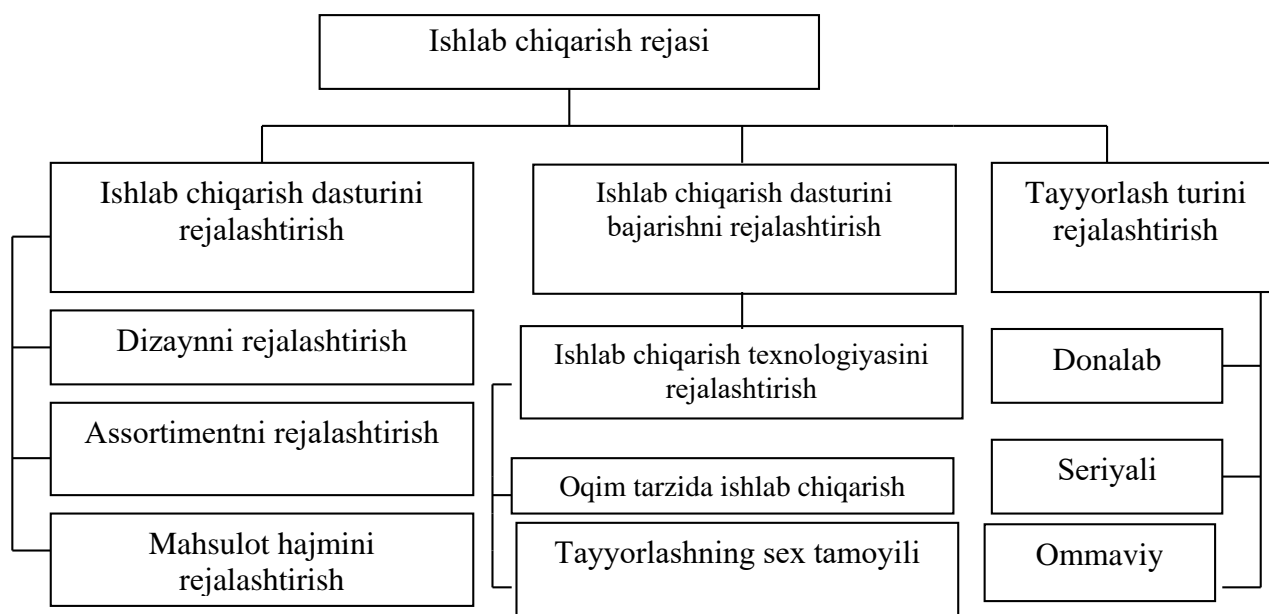 Ishlab chiqarish rejasi
Ishlab chiqarish dasturini
rejalashtirish
Dizaynni rejalashtirish
Assortimentni rejalashtirish
Mahsulot hajmini
rejalashtirish
Ishlab chiqarish dasturini
bajarishni rejalashtirish
Ishlab chiqarish texnologiyasini
rejalashtirish
Oqim tarzida ishlab chiqarish
Tayyorlashning sex tamoyili
Tayyorlash turini
rejalashtirish
Donalab
Seriyali
Ommaviy